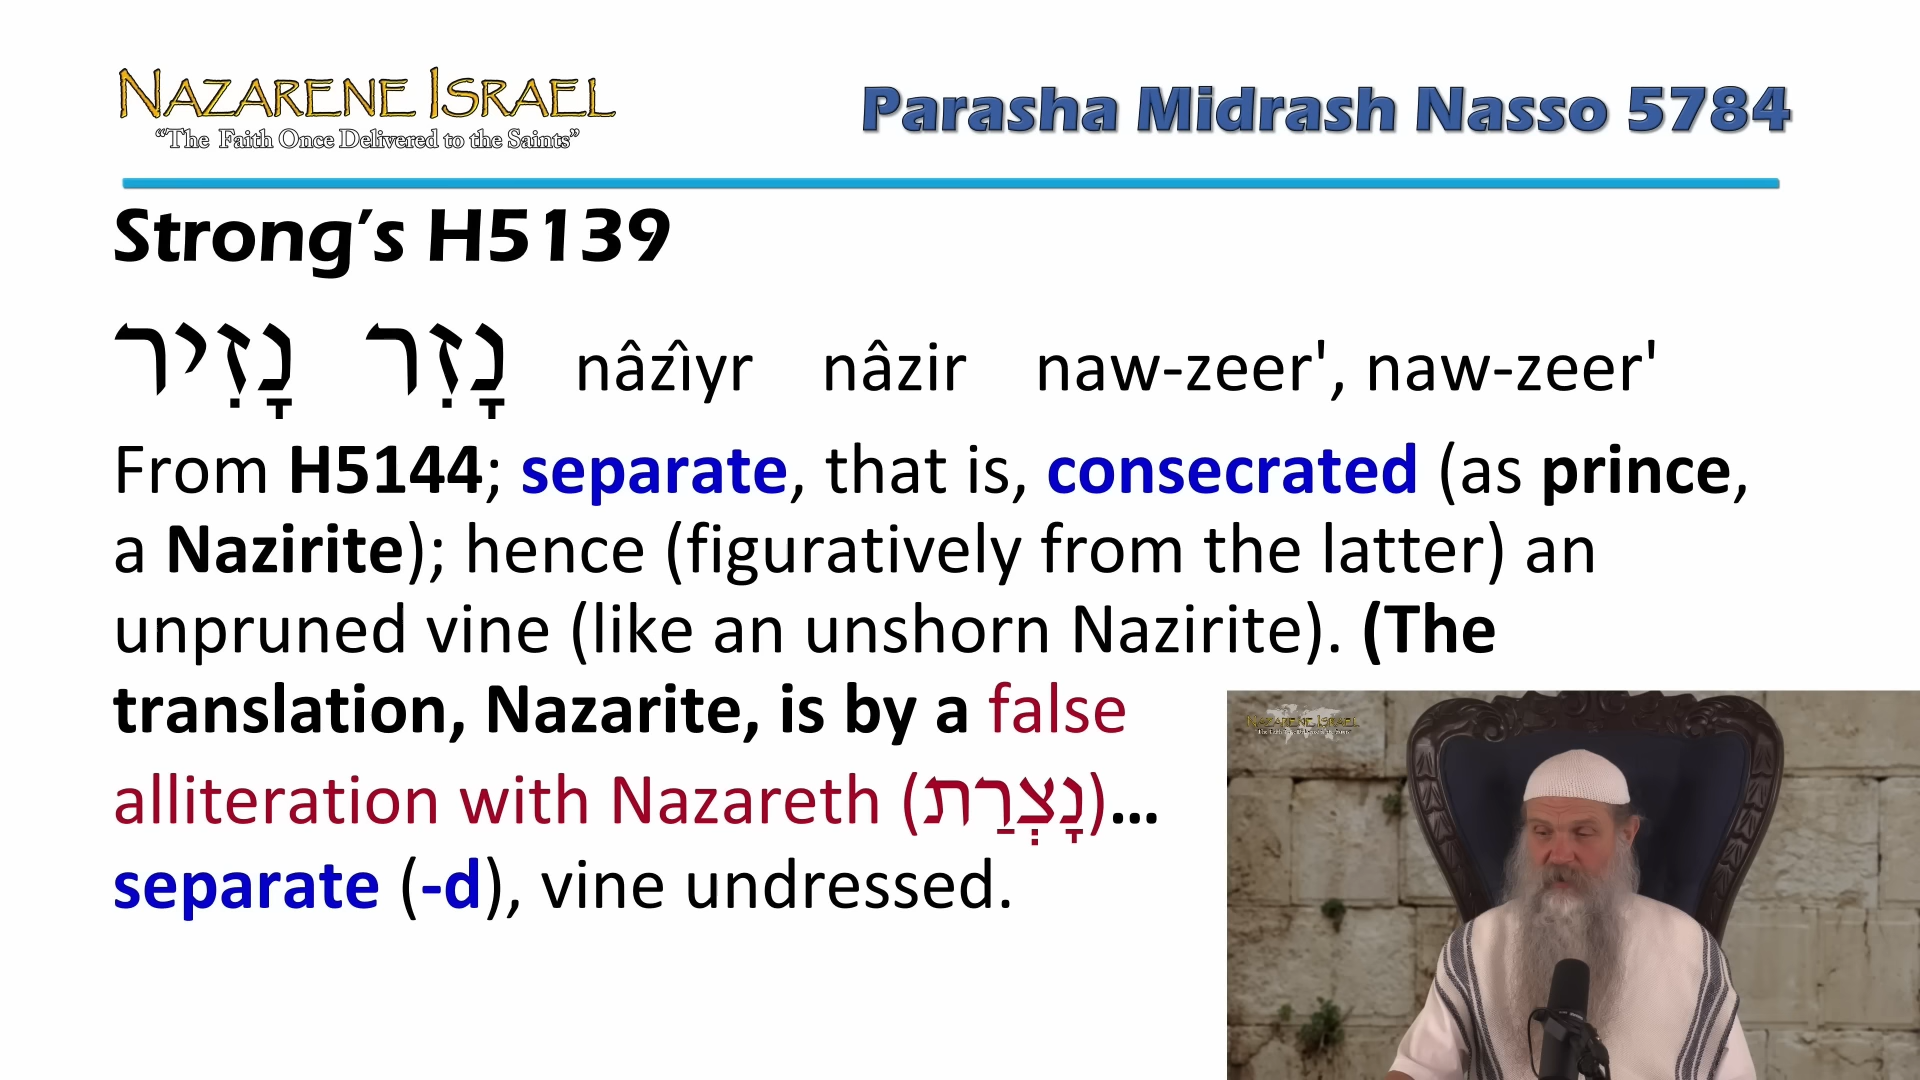 NAZARENE ISRAEL
“The Faith Once Delivered to the Saints”
Parasha Midrash Nasso 5784
Strong’s H5139
נָזִיר נָזִר nâzîyr nâzir naw-zeer', naw-zeer'
From H5144; separate, that is, consecrated (as prince,
a Nazirite); hence (figuratively from the latter) an
unpruned vine (like an unshorn Nazirite). (The
translation, Nazarite, is by a false
alliteration with Nazareth (נָצְרַת)...
separate (-d), vine undressed.
NAZARENE ISRAEL